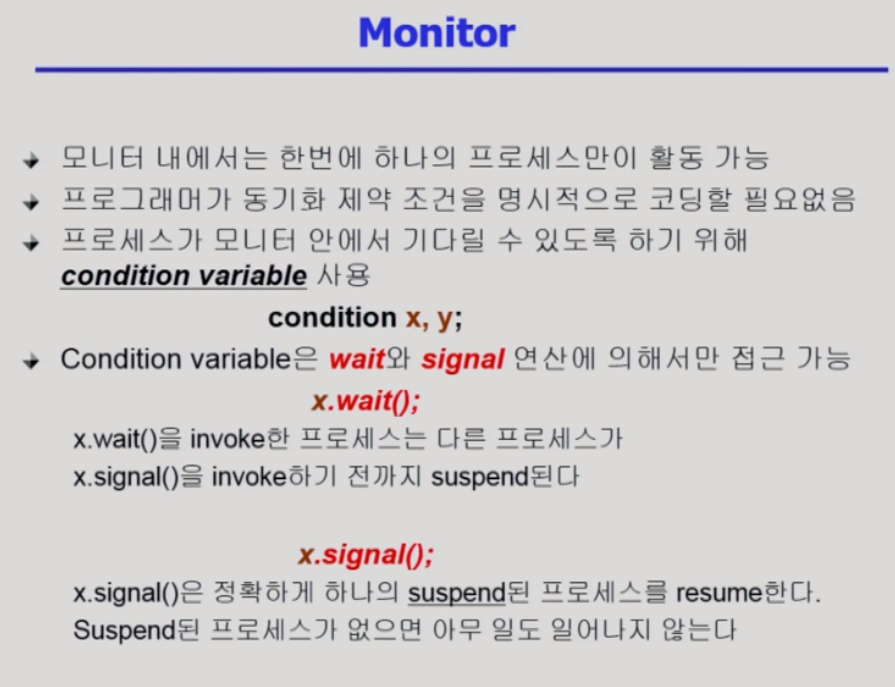 Monitor
모니터 내에서는 한번에 하나의 프로세스만이 활동 가능
프로그래머가 동기화 제약 조건을 명시적으로 코딩할 필요없음
프로세스가 모니터 안에서 기다릴 수 있도록 하기 위해
condition variable 사용
condition x, y;
Condition variable은 wait와 signal 연산에 의해서만 접근 가능
x.wait();
x.wait()을 invoke한 프로세스는 다른 프로세스가
x.signal()을 invoke하기 전까지 suspend된다
x.signal();
x.signal()은 정확하게 하나의 suspend된 프로세스를 resume한다.
Suspend된 프로세스가 없으면 아무 일도 일어나지 않는다